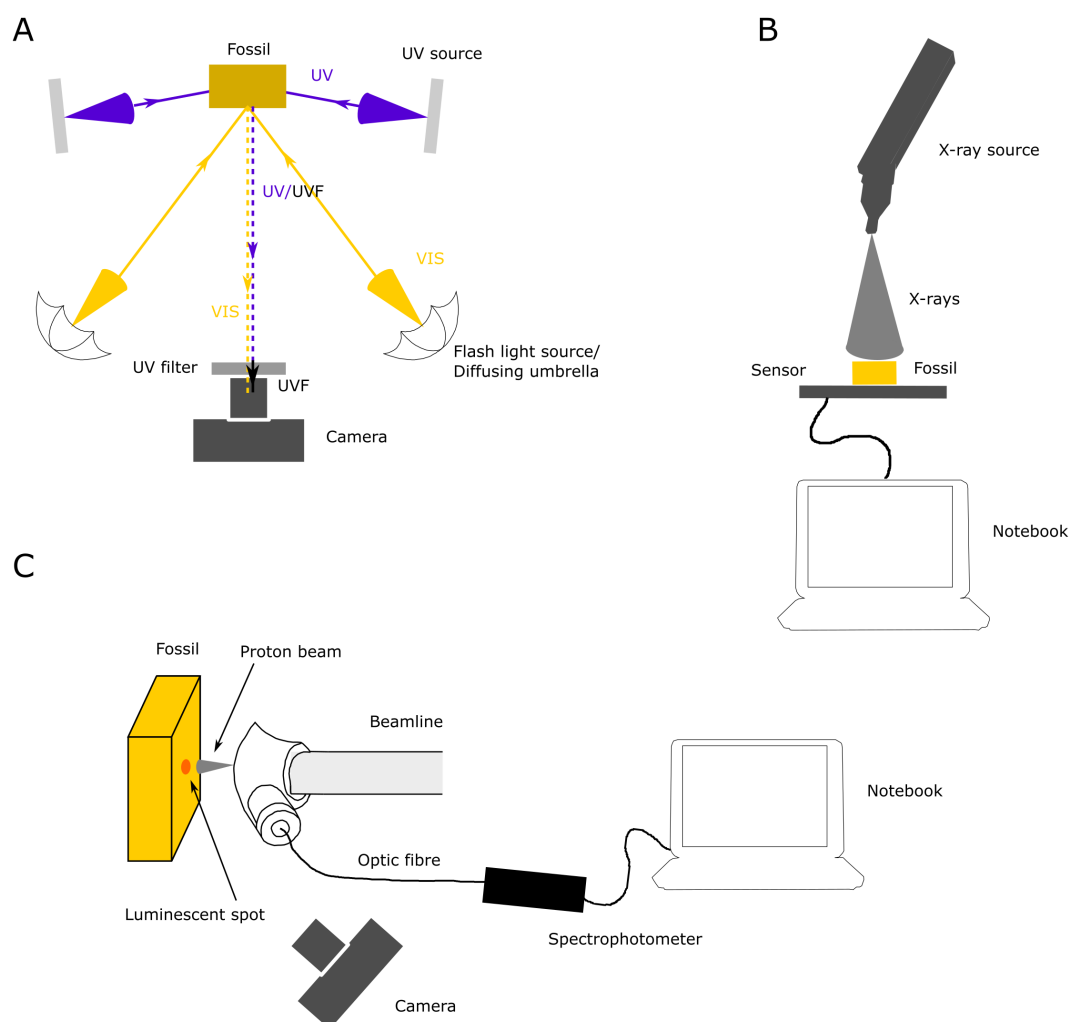 A
Fossil
UV source
UV
UV/UVF
VIS
VIS
UV filter
UVF
Flash light source/
Diffusing umbrella
Camera
B
X-ray source
X-rays
Sensor
Fossil
Notebook
C
Fossil
Proton beam
Beamline
Notebook
Optic fibre
Luminescent spot
Spectrophotometer
Camera